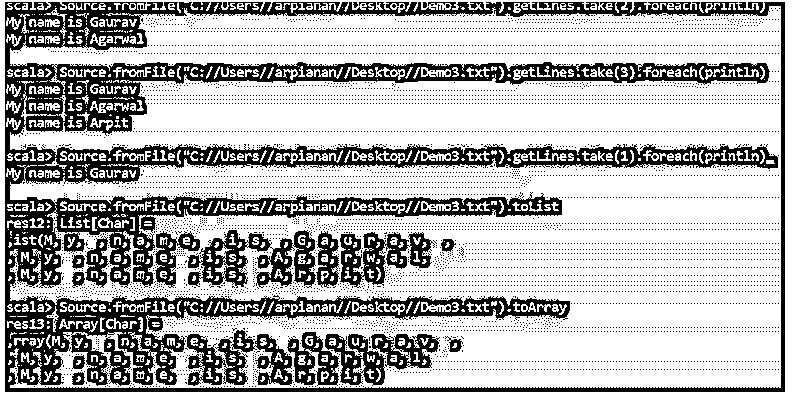 scala> Source.fromFile("C://Users//arpianan//Desktop//Demo3.txt").getLines.take(2).foreach(println)
My name is Gaurav
My name is Agarwal
scala> Source.fromFile("C://Users//arpianan//Desktop//Demo3.txt").getLines.take(3).foreach(println)
My name is Gaurav
My name is Agarwal
My name is Arpit
scala> Source.fromFile("C://Users//arpianan//Desktop//Demo3.txt").getLines.take(1).foreach(println)_
My name is Gaurav
scala> Source.fromFile("C://Users//arpianan//Desktop//Demo3.txt").toList
res12: List[Char] =
ist(M, y,  , n, a, m, e,  , i, s,  , G, a, u, r, a, v, ,
, M, y,  , n, a, m, e,  , i, s,  , A, g, a, r, w, a, l,
, M, y,  , n, a, m, e,  , i, s,  , A, r, p, i, t)
scala> Source.fromFile("C://Users//arpianan//Desktop//Demo3.txt").toArray
res13: Array[Char] =
rray(M, y,  , n, a, m, e,  , i, s,  , G, a, u, r, a, v,  ,
, M, y,  , n, a, m, e,  , i, s,  , A, g, a, r, w, a, l,
, M, y,  , n, a, m, e,  , i, s,  , A, r, p, i, t)